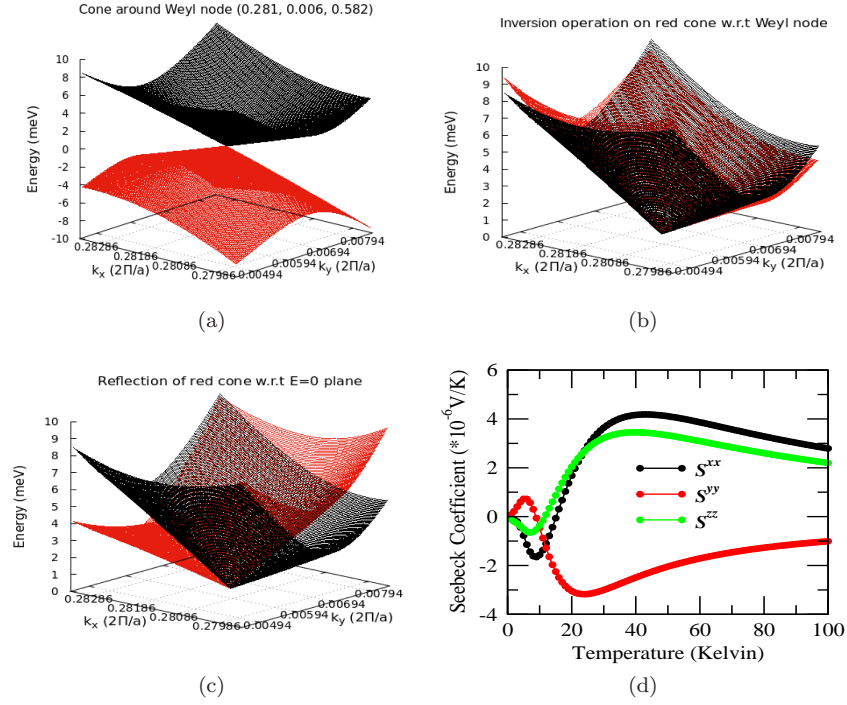 Cone around Weyl node (0.281, 0.006, 0.582)
Energy (meV)
10
8
6
4
2
0
-2
-4
-6
-8
-10
0.28286
0.28186
0.28086
0.27986
k_x (2Π/a)
0.00494
0.00594
0.00694
0.00794
k_y (2Π/a)
(a)
Inversion operation on red cone w.r.t Weyl node
Energy (meV)
10
9
8
7
6
5
4
3
2
1
0
0.28286
0.28186
0.28086
0.27986
k_x (2Π/a)
0.00494
0.00594
0.00694
0.00794
k_y (2Π/a)
(b)
Reflection of red cone w.r.t E=0 plane
Energy (meV)
10
9
8
7
6
5
4
3
2
1
0
0.28286
0.28186
0.28086
0.27986
k_x (2Π/a)
0.00494
0.00594
0.00694
0.00794
k_y (2Π/a)
(c)
Seebeck Coefficient (*10^-6V/K)
6
4
2
0
-2
-4
S^xx
S^yy
S^zz
0 20 40 60 80 100
Temperature (Kelvin)
(d)